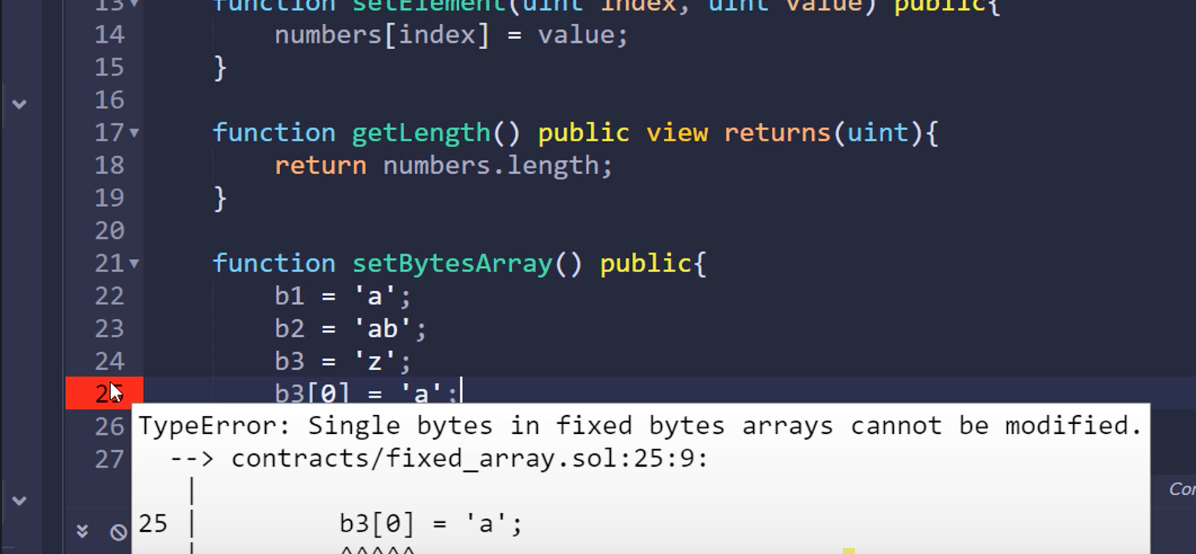 13 function setElement(uint index, uint value) public{
14 numbers[index] = value;
15 }
16
17 function getLength() public view returns(uint){
18 return numbers.length;
19 }
20
21 function setBytesArray() public{
22 b1 = 'a';
23 b2 = 'ab';
24 b3 = 'z';
25 b3[0] = 'a';
26 TypeError: Single bytes in fixed bytes arrays cannot be modified.
27 --> contracts/fixed_array.sol:25:9:
|
25 | b3[0] = 'a';
| ^^^^^